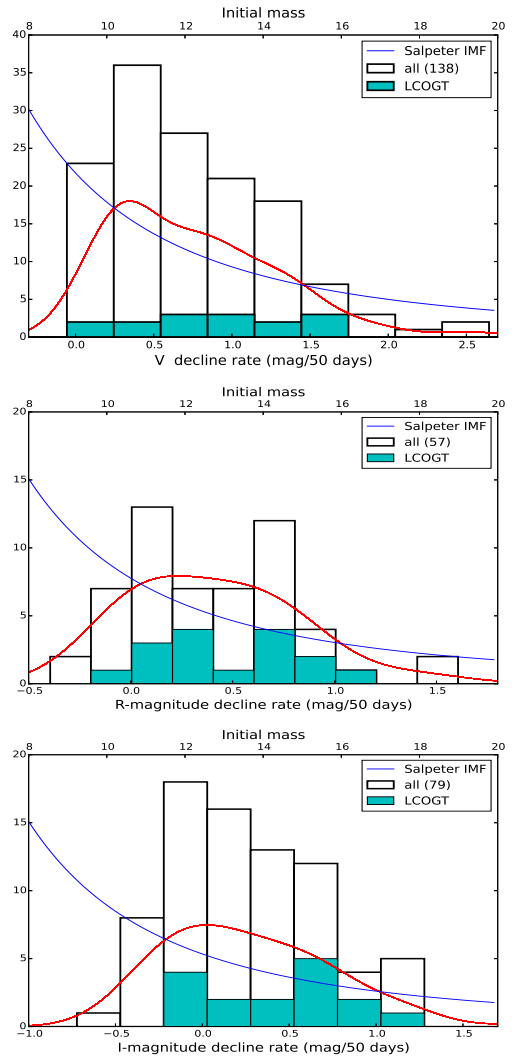 Initial mass
8 10 12 14 16 18 20
40
35
30
25
20
15
10
5
0
Salpeter IMF
all (138)
LCOGT
0.0 0.5 1.0 1.5 2.0 2.5
V decline rate (mag/50 days)
Initial mass
8 10 12 14 16 18 20
20
15
10
5
0
Salpeter IMF
all (57)
LCOGT
−0.5 0.0 0.5 1.0 1.5
R-magnitude decline rate (mag/50 days)
Initial mass
8 10 12 14 16 18 20
20
15
10
5
0
Salpeter IMF
all (79)
LCOGT
−1.0 −0.5 0.0 0.5 1.0 1.5
I-magnitude decline rate (mag/50 days)